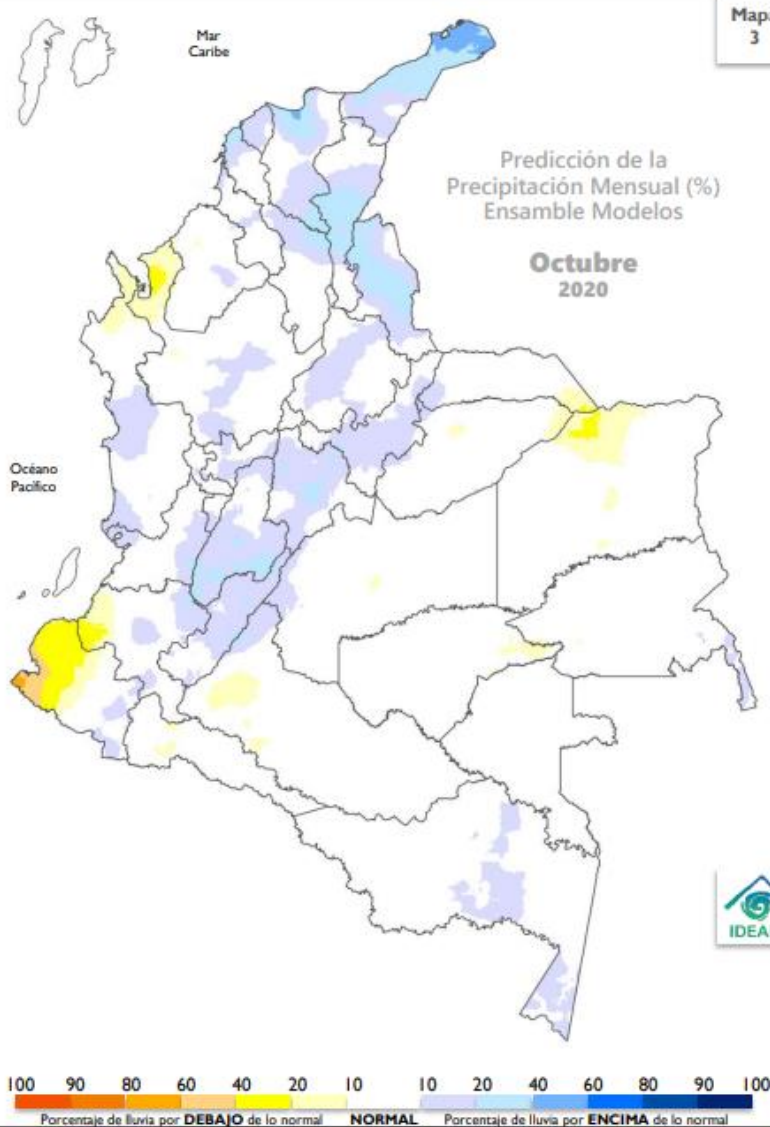 Mapa
3
Mar
Caribe
Predicción de la
Precipitación Mensual (%)
Ensamble Modelos
Octubre
2020
Océano
Pacífico
IDEA
100 90 80 60 40 20 10 10 20 40 60 80 90 100
Porcentaje de lluvia por DEBAJO de lo normal NORMAL Porcentaje de lluvia por ENCIMA de lo normal